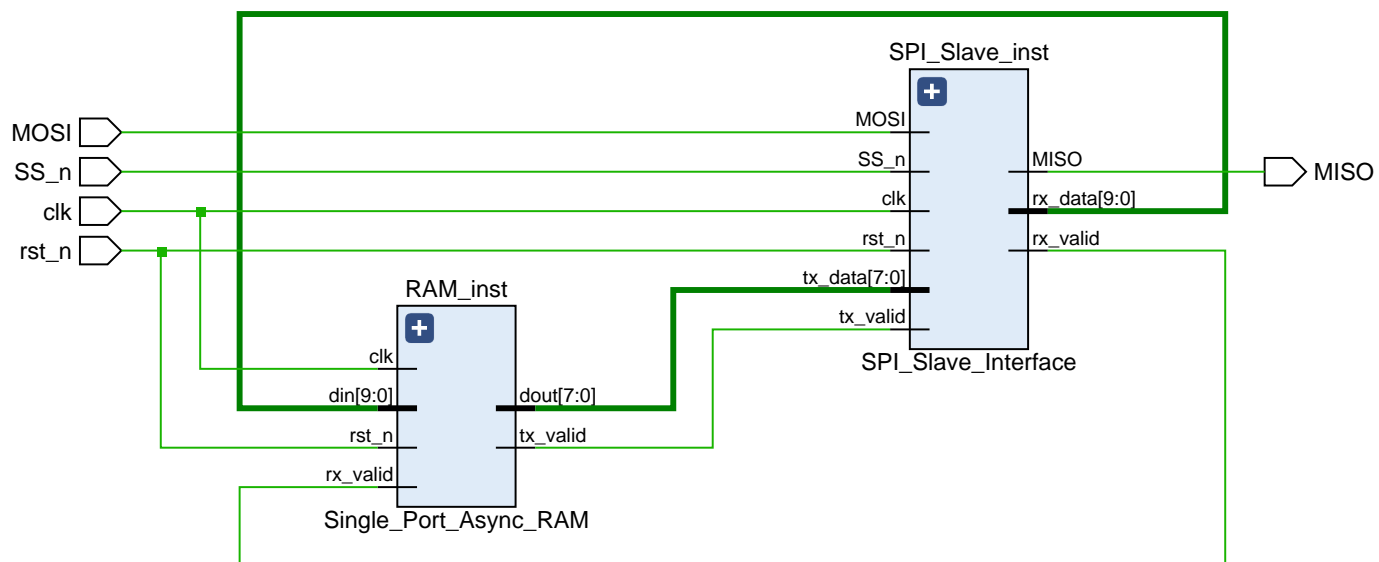 SPI_Slave_inst
MOSI
MOSI
SS_n
SS_n
MISO
MISO
clk
clk
rx_data[9:0]
rst_n
rst_n
rx_valid
tx_data[7:0]
RAM_inst
tx_valid
clk
SPI_Slave_Interface
din[9:0]
dout[7:0]
rst_n
tx_valid
rx_valid
Single_Port_Async_RAM